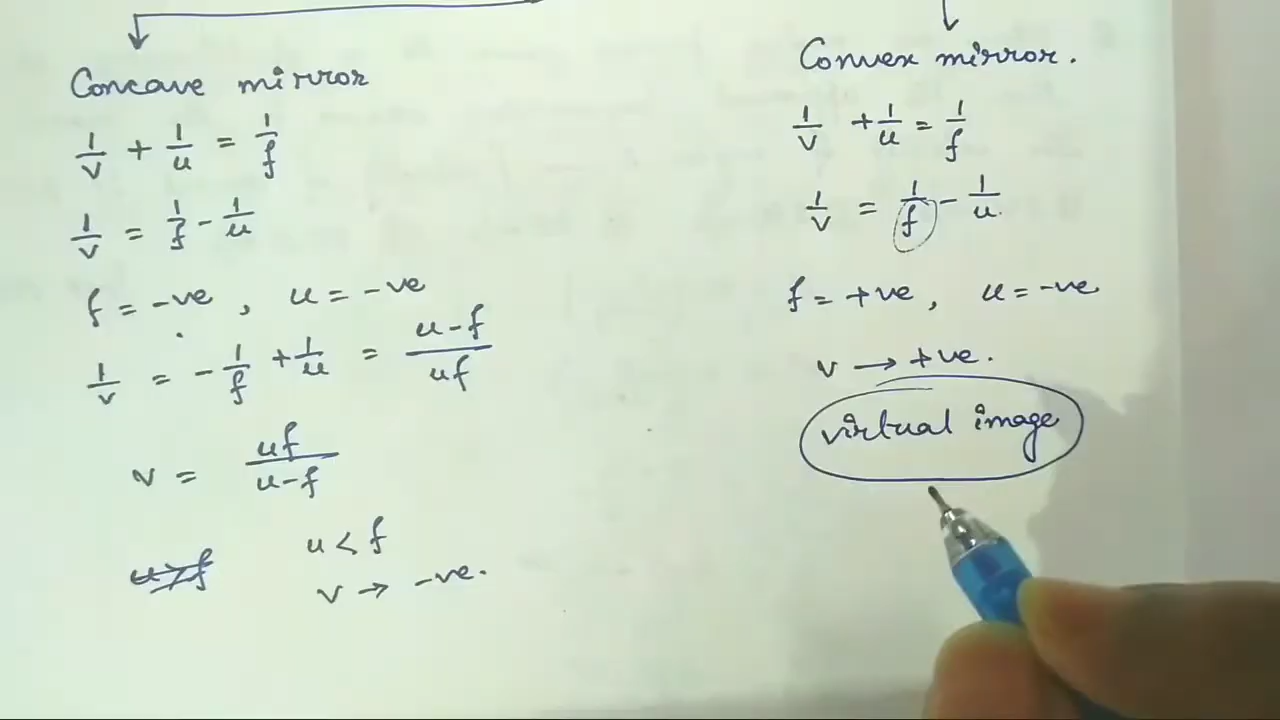 Concave mirror
1/v + 1/u = 1/f
1/v = 1/f - 1/u
f = -ve , u = -ve
1/v = - 1/f + 1/u = u-f/uf
v = uf/u-f
u>f u < f
v → -ve.
Convex mirror.
1/v + 1/u = 1/f
1/v = 1/f - 1/u
f = +ve , u = -ve
v → +ve.
virtual image